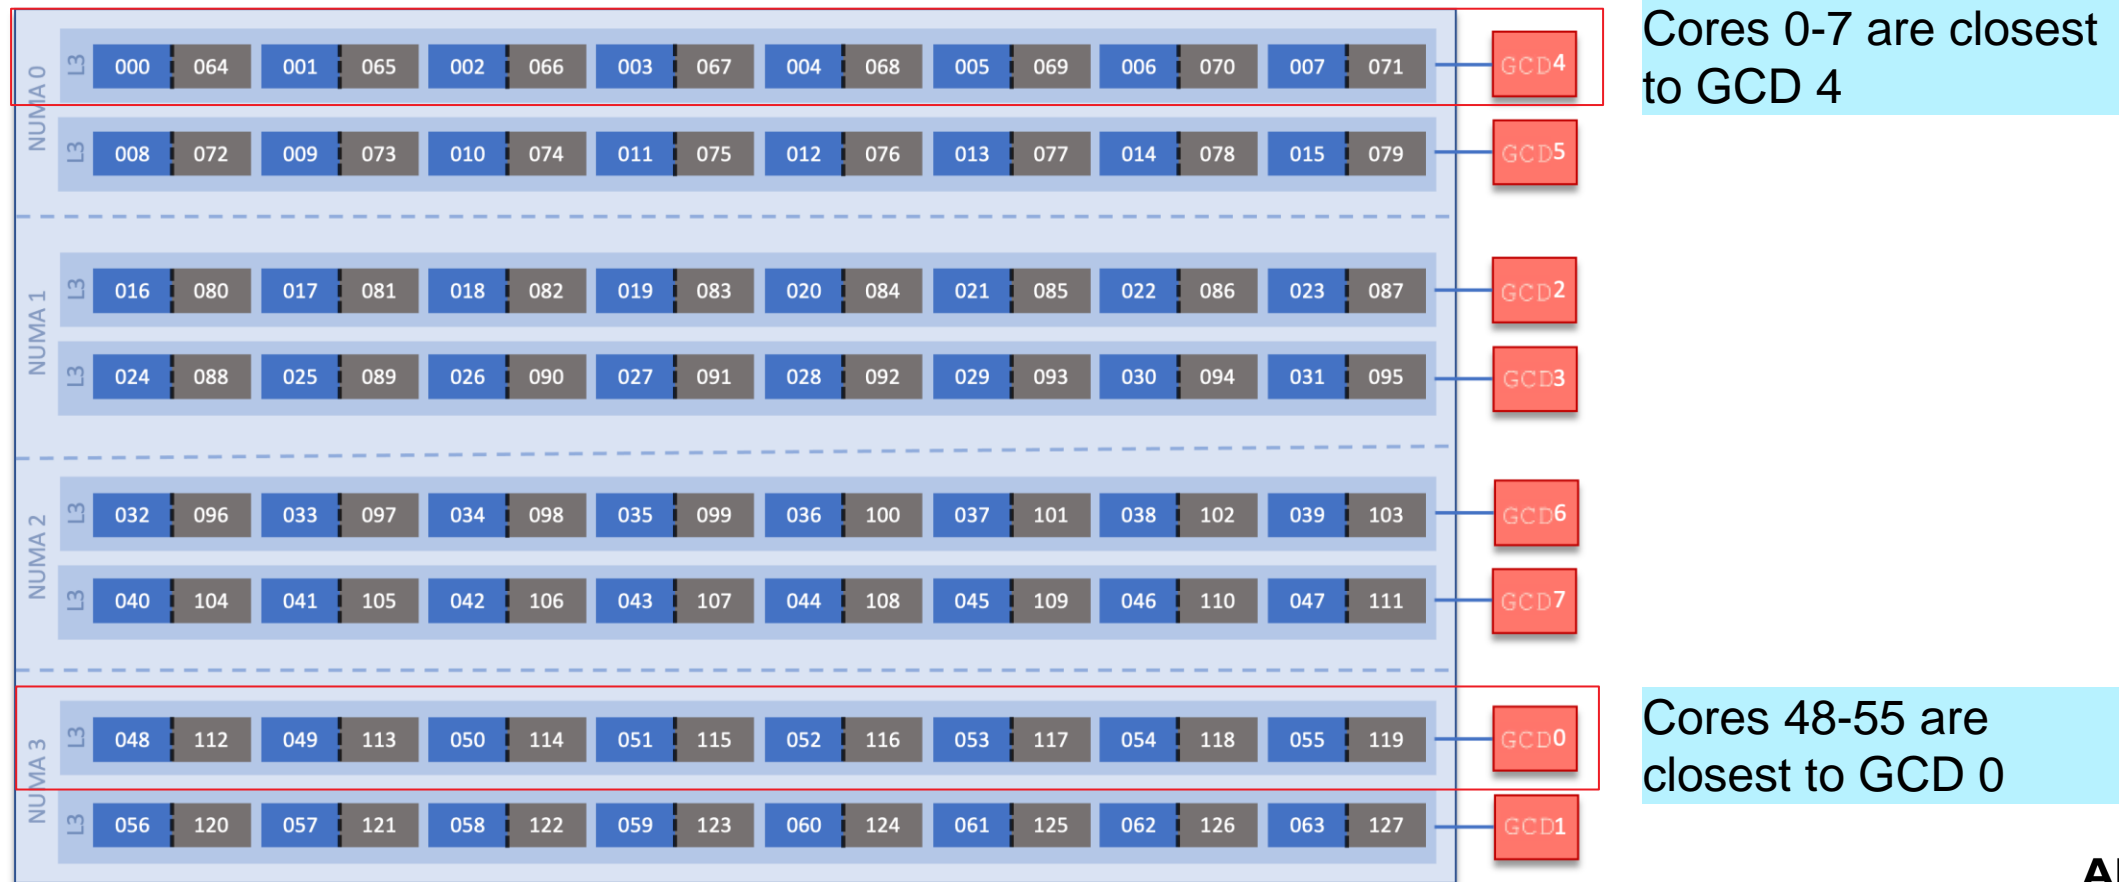 NUMA 0
L3 000 064 001 065 002 066 003 067 004 068 005 069 006 070 007 071 GCD4
Cores 0-7 are closest
to GCD 4
L3 008 072 009 073 010 074 011 075 012 076 013 077 014 078 015 079 GCD5
NUMA 1
L3 016 080 017 081 018 082 019 083 020 084 021 085 022 086 023 087 GCD2
L3 024 088 025 089 026 090 027 091 028 092 029 093 030 094 031 095 GCD3
NUMA 2
L3 032 096 033 097 034 098 035 099 036 100 037 101 038 102 039 103 GCD6
L3 040 104 041 105 042 106 043 107 044 108 045 109 046 110 047 111 GCD7
NUMA 3
L3 048 112 049 113 050 114 051 115 052 116 053 117 054 118 055 119 GCD0
Cores 48-55 are
closest to GCD 0
L3 056 120 057 121 058 122 059 123 060 124 061 125 062 126 063 127 GCD1